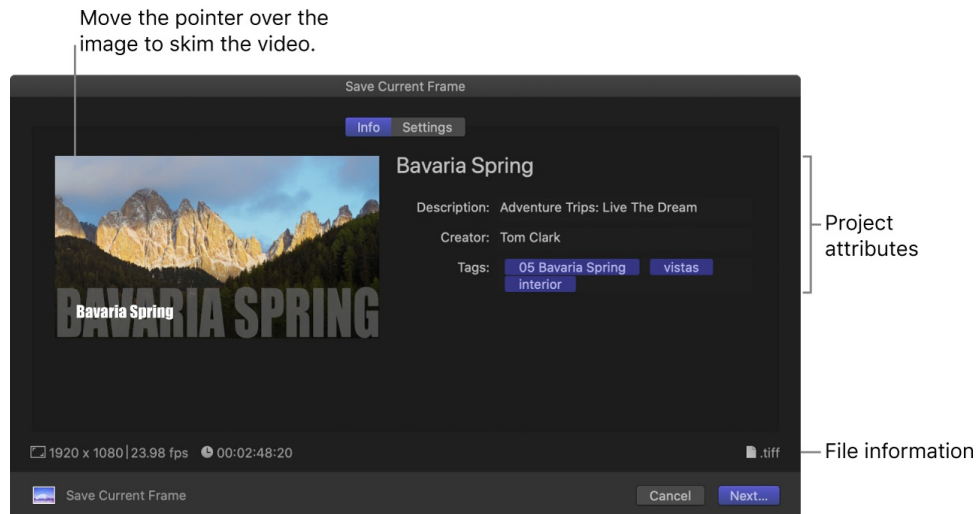 Move the pointer over the
image to skim the video.
Save Current Frame
Info Settings
Bavaria Spring
Description: Adventure Trips: Live The Dream
Creator: Tom Clark
Tags: 05 Bavaria Spring vistas
interior
BAVARIA SPRING
Bavaria Spring
Project
attributes
1920 x 1080|23.98 fps 00:02:48:20 .tiff
File information
Save Current Frame Cancel Next...